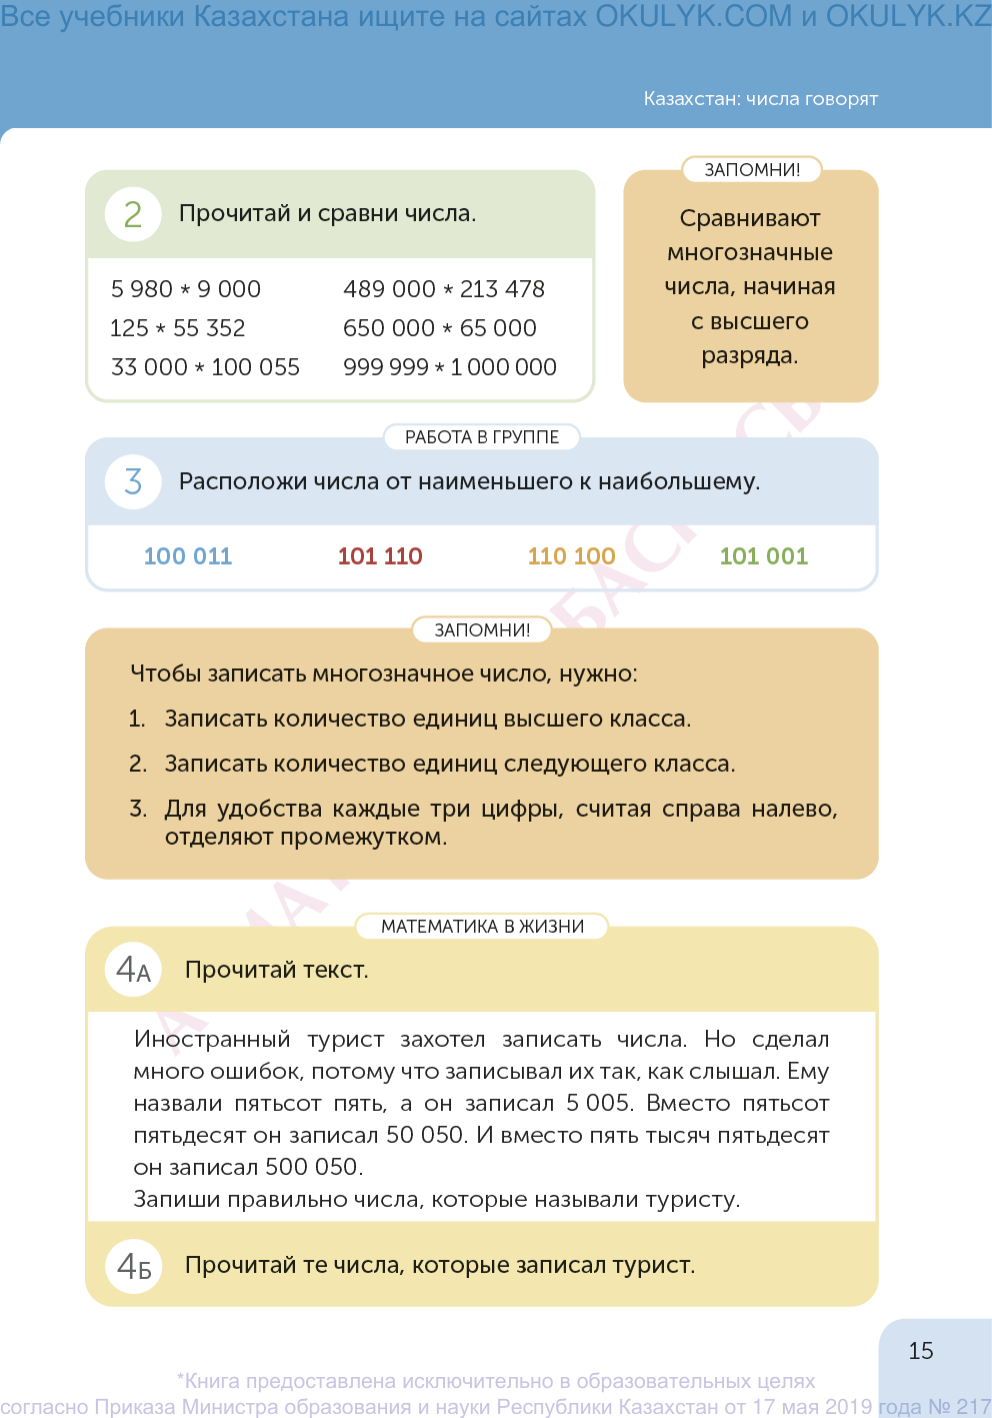 Все учебники Казахстана ищите на сайтах OKULYK.COM и OKULYK.KZ
Казахстан: числа говорят
2 Прочитай и сравни числа.
5 980 * 9 000 489 000 * 213 478
125 * 55 352 650 000 * 65 000
33 000 * 100 055 999 999 * 1 000 000
ЗАПОМНИ!
Сравнивают
многозначные
числа, начиная
с высшего
разряда.
РАБОТА В ГРУППЕ
3 Расположи числа от наименьшего к наибольшему.
100 011 101 110 110 100 101 001
ЗАПОМНИ!
Чтобы записать многозначное число, нужно:
1. Записать количество единиц высшего класса.
2. Записать количество единиц следующего класса.
3. Для удобства каждые три цифры, считая справа налево,
отделяют промежутком.
МАТЕМАТИКА В ЖИЗНИ
4А Прочитай текст.
Иностранный турист захотел записать числа. Но сделал
много ошибок, потому что записывал их так, как слышал. Ему
назвали пятьсот пять, а он записал 5 005. Вместо пятьсот
пятьдесят он записал 50 050. И вместо пять тысяч пятьдесят
он записал 500 050.
Запиши правильно числа, которые называли туристу.
4Б Прочитай те числа, которые записал турист.
15
*Книга предоставлена исключительно в образовательных целях
согласно Приказа Министра образования и науки Республики Казахстан от 17 мая 2019 года № 217